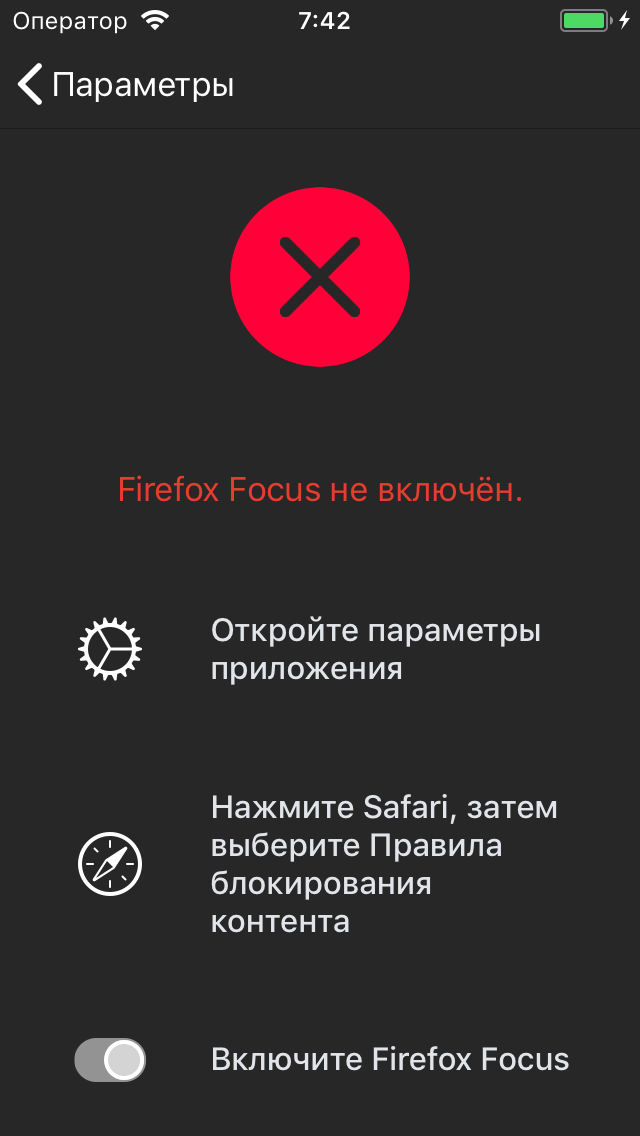 Оператор 7:42
Параметры
Firefox Focus не включён.
Откройте параметры
приложения
Нажмите Safari, затем
выберите Правила
блокирования
контента
Включите Firefox Focus